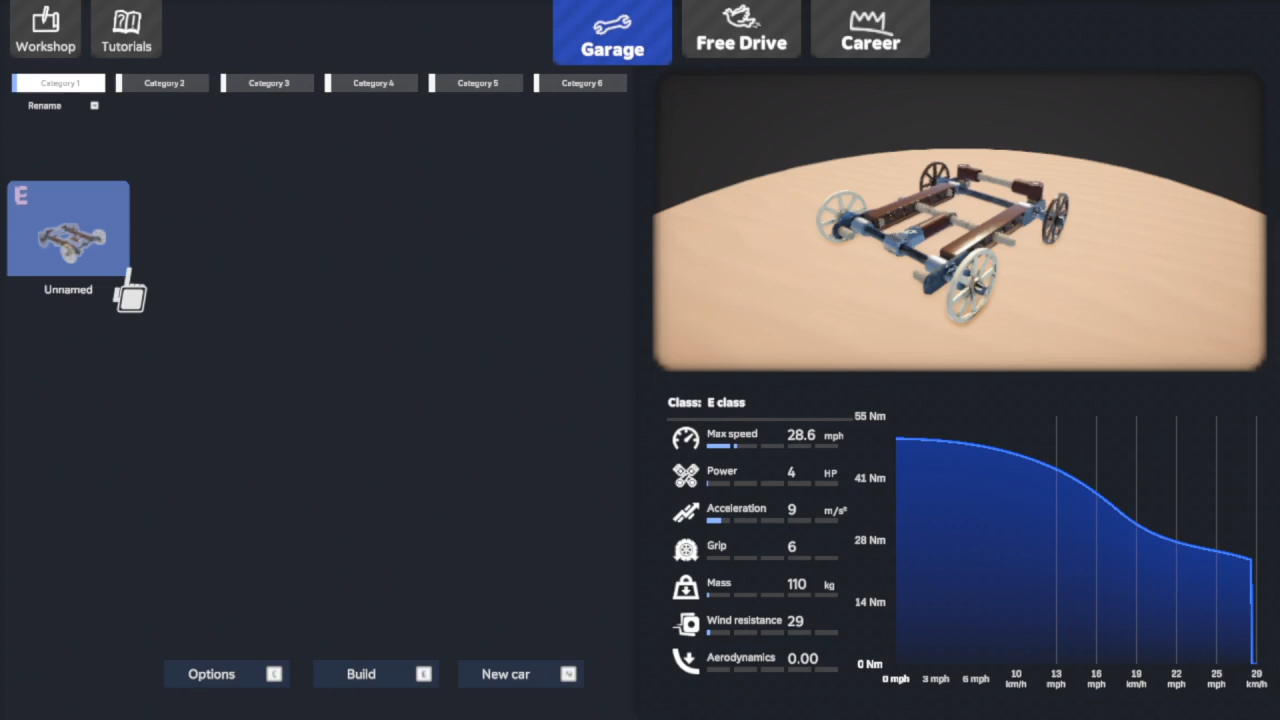 Workshop
Tutorials
Garage
Free Drive
Career
Category 1
Category 2
Category 3
Category 4
Category 5
Category 6
Rename
E
Unnamed
Options
Build
New car
Class: E class
Max speed 28.6 mph
Power 4 HP
Acceleration 9 m/s²
Grip 6
Mass 110 kg
Wind resistance 29
Aerodynamics 0.00
55 Nm
41 Nm
28 Nm
14 Nm
0 Nm
0 mph
3 mph
6 mph
10 km/h
13 mph
16 mph
19 km/h
22 mph
25 mph
29 km/h